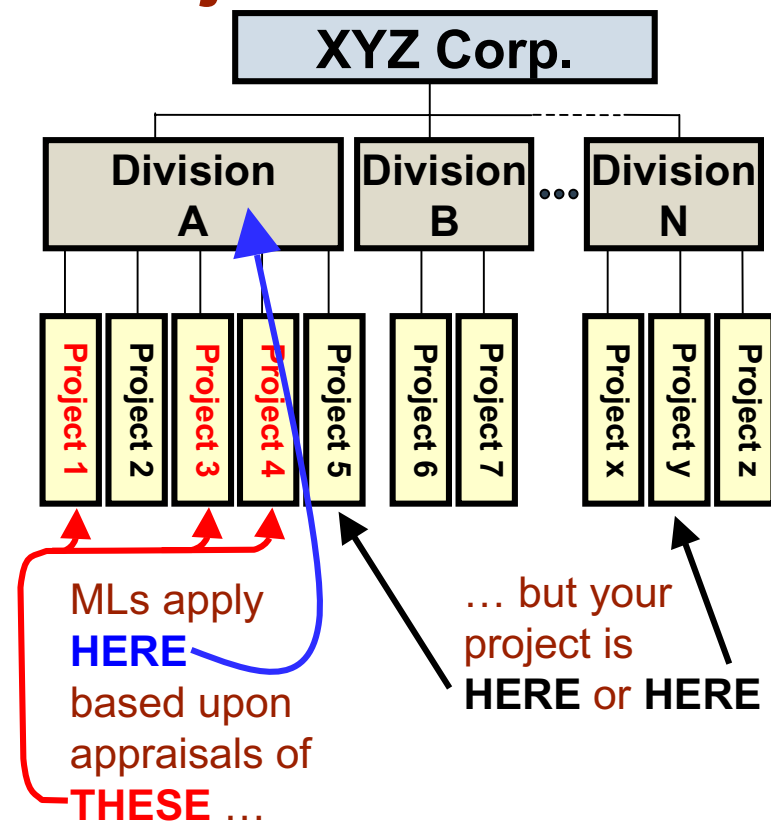 XYZ Corp.
Division
A
Division
B
Division
N
Project 1
Project 2
Project 3
Project 4
Project 5
Project 6
Project 7
Project x
Project y
Project z
MLs apply
HERE
based upon
appraisals of
THESE …
… but your
project is
HERE or HERE